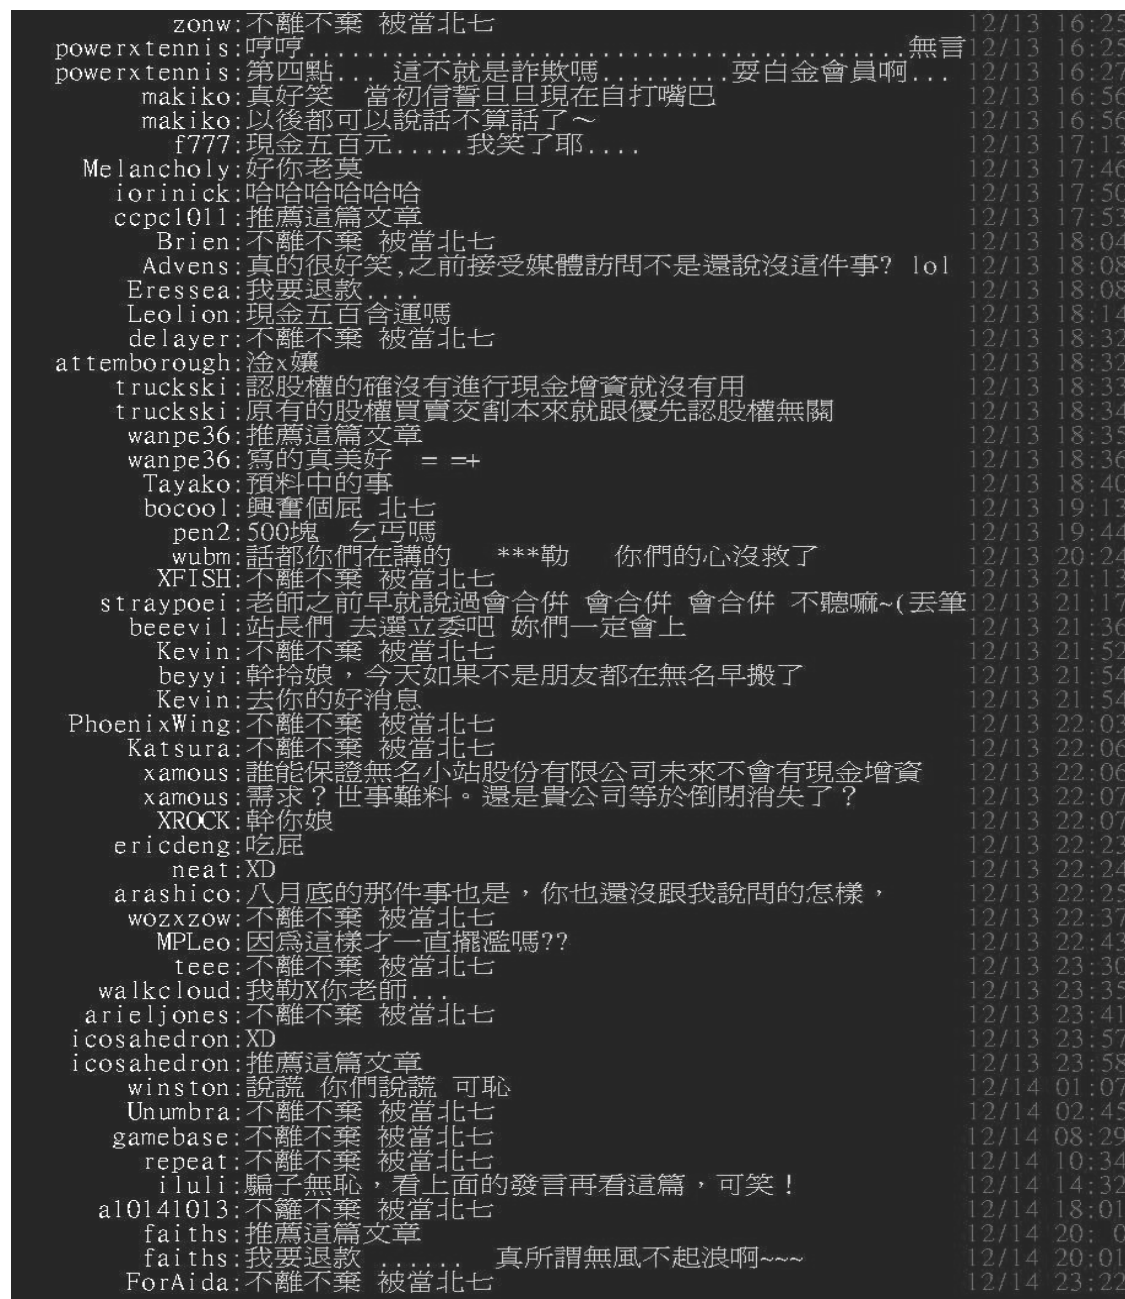 zonw:不離不棄 被當北七 12/13 16:25
powerxtennis:哼哼..........................................無言12/13 16:25
powerxtennis:第四點... 這不就是詐欺嗎.........耍白金會員啊... 12/13 16:27
makiko:真好笑 當初信誓旦旦現在自打嘴巴 12/13 16:56
makiko:以後都可以說話不算話了～ 12/13 16:56
f777:現金五百元.....我笑了耶.... 12/13 17:13
Melancholy:好你老莫 12/13 17:46
iorinick:哈哈哈哈哈哈 12/13 17:50
ccpc1011:推薦這篇文章 12/13 17:53
Brien:不離不棄 被當北七 12/13 18:04
Advens:真的很好笑,之前接受媒體訪問不是還說沒這件事? lol 12/13 18:08
Eressea:我要退款.... 12/13 18:08
Leolion:現金五百含運嗎 12/13 18:14
delayer:不離不棄 被當北七 12/13 18:32
attemborough:淦x孃 12/13 18:32
truckski:認股權的確沒有進行現金增資就沒有用 12/13 18:33
truckski:原有的股權買賣交割本來就跟優先認股權無關 12/13 18:34
wanpe36:推薦這篇文章 12/13 18:35
wanpe36:寫的真美好 = =+ 12/13 18:36
Tayako:預料中的事 12/13 18:40
bocool:興奮個屁 北七 12/13 19:13
pen2:500塊 乞丐嗎 12/13 19:44
wubm:話都你們在講的 ***勒 你們的心沒救了 12/13 20:24
XFISH:不離不棄 被當北七 12/13 21:13
straypoei:老師之前早就說過會合併 會合併 會合併 不聽嘛~(丟筆12/13 21:17
beeevil:站長們 去選立委吧 妳們一定會上 12/13 21:36
Kevin:不離不棄 被當北七 12/13 21:52
beyyi:幹拎娘，今天如果不是朋友都在無名早搬了 12/13 21:54
Kevin:去你的好消息 12/13 21:54
PhoenixWing:不離不棄 被當北七 12/13 22:03
Katsura:不離不棄 被當北七 12/13 22:06
xamous:誰能保證無名小站股份有限公司未來不會有現金增資 12/13 22:06
xamous:需求？世事難料。還是貴公司等於倒閉消失了？ 12/13 22:07
XROCK:幹你娘 12/13 22:07
ericdeng:吃屁 12/13 22:23
neat:XD 12/13 22:24
arashico:八月底的那件事也是，你也還沒跟我說問的怎樣， 12/13 22:25
wozxzow:不離不棄 被當北七 12/13 22:37
MPLeo:因為這樣才一直擺濫嗎?? 12/13 22:43
teee:不離不棄 被當北七 12/13 23:30
walkcloud:我勒X你老師... 12/13 23:35
arieljones:不離不棄 被當北七 12/13 23:41
icosahedron:XD 12/13 23:57
icosahedron:推薦這篇文章 12/13 23:58
winston:說謊 你們說謊 可恥 12/14 01:07
Unumbra:不離不棄 被當北七 12/14 02:45
gamebase:不離不棄 被當北七 12/14 08:29
repeat:不離不棄 被當北七 12/14 10:34
iluli:騙子無恥，看上面的發言再看這篇，可笑！ 12/14 14:32
a10141013:不籬不棄 被當北七 12/14 18:01
faiths:推薦這篇文章 12/14 20: 0
faiths:我要退款 ...... 真所謂無風不起浪啊~~~ 12/14 20:01
ForAida:不離不棄 被當北七 12/14 23:22